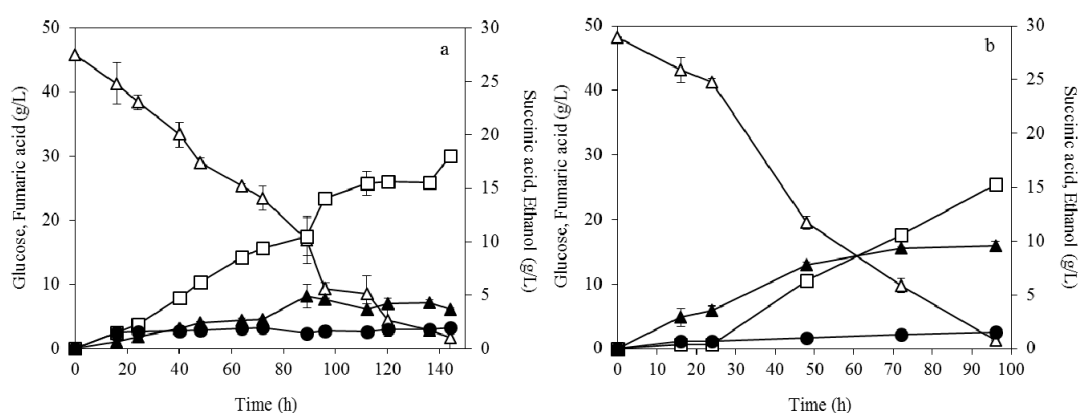 a
50
40
30
20
10
0
Glucose, Fumaric acid (g/L)
30
25
20
15
10
5
0
Succinic acid, Ethanol (g/L)
0 20 40 60 80 100 120 140
Time (h)
b
50
40
30
20
10
0
Glucose, Fumaric acid (g/L)
30
25
20
15
10
5
0
Succinic acid, Ethanol (g/L)
0 10 20 30 40 50 60 70 80 90 100
Time (h)